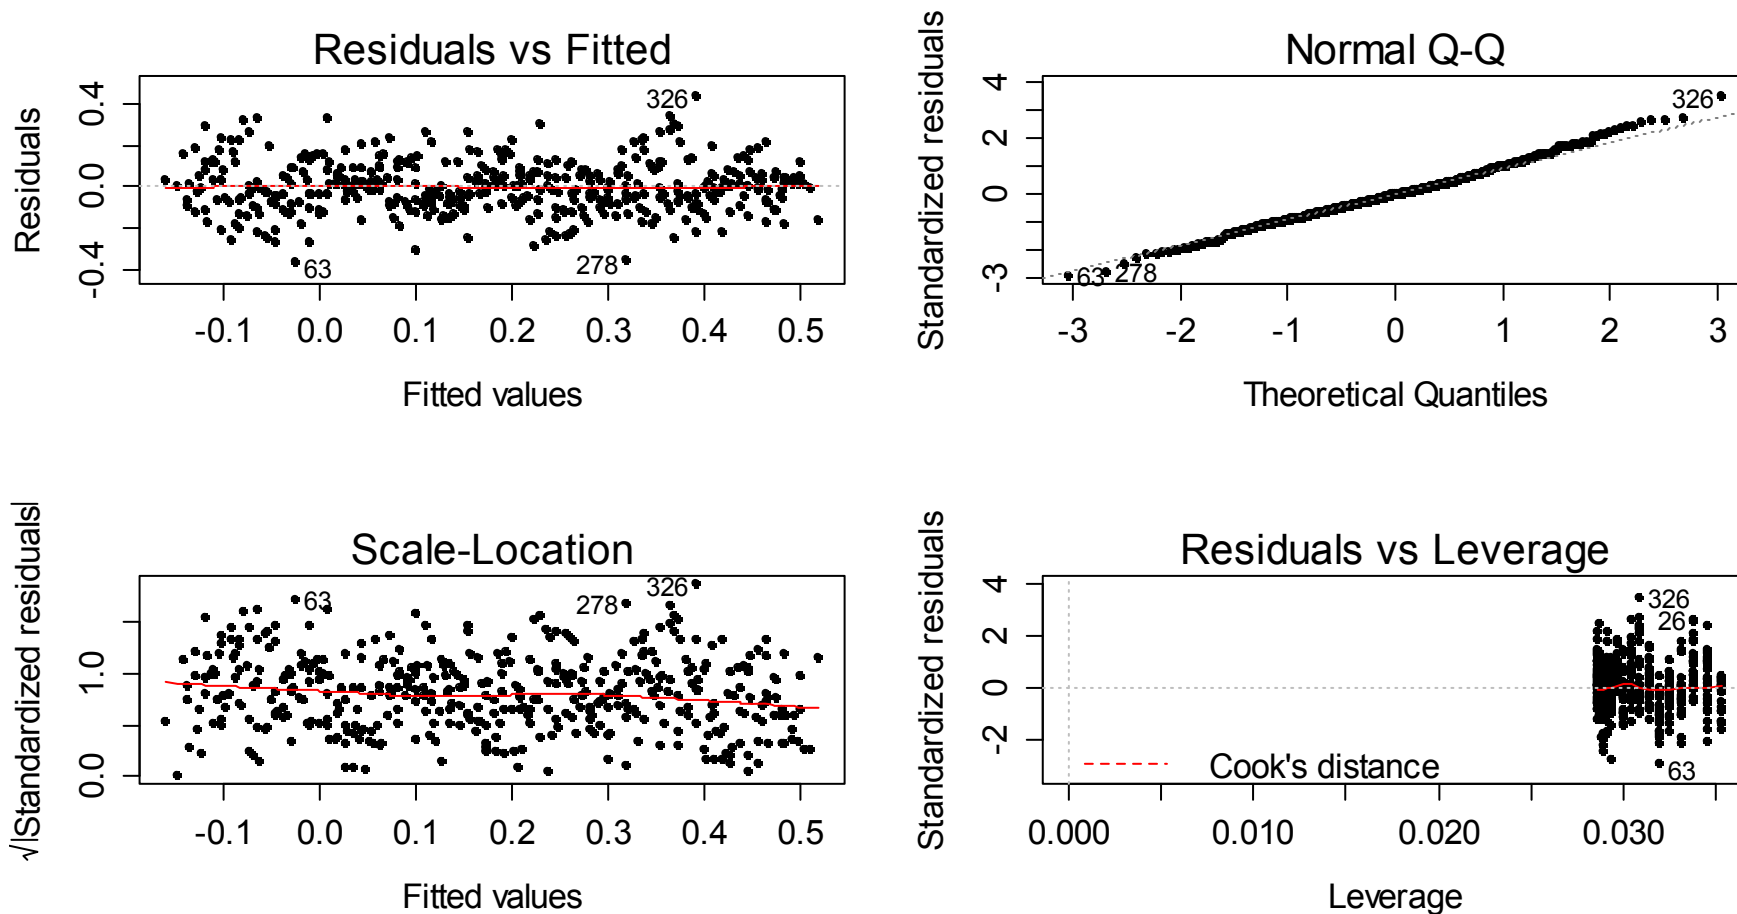 Residuals vs Fitted
Residuals
-0.4 0.0 0.4
326
63
278
-0.1 0.0 0.1 0.2 0.3 0.4 0.5
Fitted values
Normal Q-Q
Standardized residuals
-3 0 2 4
326
63
278
-3 -2 -1 0 1 2 3
Theoretical Quantiles
Scale-Location
√|Standardized residuals|
0.0 1.0
63
278
326
-0.1 0.0 0.1 0.2 0.3 0.4 0.5
Fitted values
Residuals vs Leverage
Standardized residuals
-2 0 2 4
326
26
63
Cook's distance
0.000 0.010 0.020 0.030
Leverage